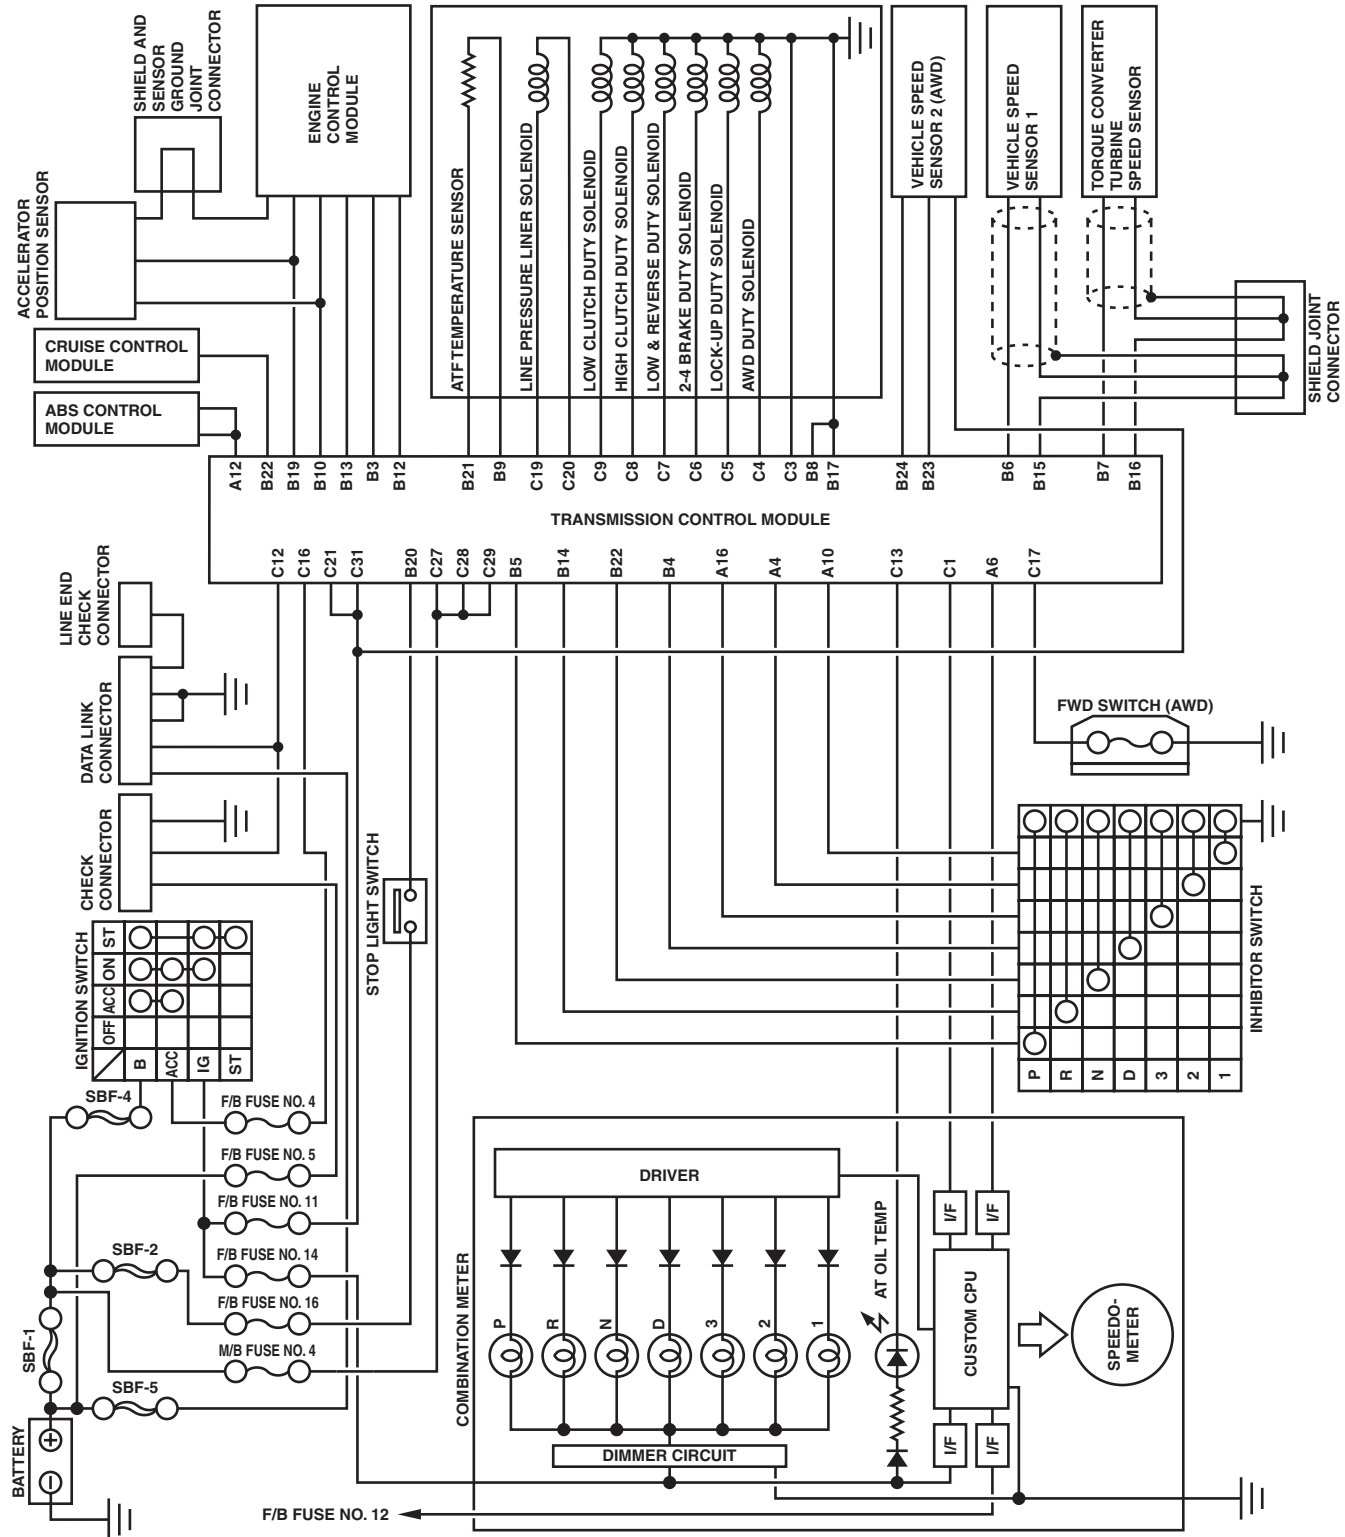 SHIELD AND
SENSOR
GROUND
JOINT
CONNECTOR
ENGINE
CONTROL
MODULE
ACCELERATOR
POSITION SENSOR
CRUISE CONTROL
MODULE
ABS CONTROL
MODULE
ATF TEMPERATURE SENSOR
LINE PRESSURE LINER SOLENOID
LOW CLUTCH DUTY SOLENOID
HIGH CLUTCH DUTY SOLENOID
LOW & REVERSE DUTY SOLENOID
2-4 BRAKE DUTY SOLENOID
LOCK-UP DUTY SOLENOID
AWD DUTY SOLENOID
VEHICLE SPEED
SENSOR 2 (AWD)
VEHICLE SPEED
SENSOR 1
TORQUE CONVERTER
TURBINE
SPEED SENSOR
SHIELD JOINT
CONNECTOR
A12
B22
B19
B10
B13
B3
B12
B21
B9
C19
C20
C9
C8
C7
C6
C5
C4
C3
B8
B17
B24
B23
B6
B15
B7
B16
TRANSMISSION CONTROL MODULE
C12
C16
C21
C31
B20
C27
C28
C29
B5
B14
B22
B4
A16
A4
A10
C13
C1
A6
C17
LINE END
CHECK
CONNECTOR
DATA LINK
CONNECTOR
CHECK
CONNECTOR
FWD SWITCH (AWD)
STOP LIGHT SWITCH
IGNITION SWITCH
OFF
ACC
ON
ST
B
ACC
IG
ST
INHIBITOR SWITCH
P
R
N
D
3
2
1
SBF-4
F/B FUSE NO. 4
F/B FUSE NO. 5
F/B FUSE NO. 11
F/B FUSE NO. 14
SBF-2
F/B FUSE NO. 16
M/B FUSE NO. 4
SBF-1
SBF-5
BATTERY
COMBINATION METER
DRIVER
P
R
N
D
3
2
1
AT OIL TEMP
I/F
I/F
CUSTOM CPU
SPEEDO-
METER
I/F
I/F
DIMMER CIRCUIT
F/B FUSE NO. 12